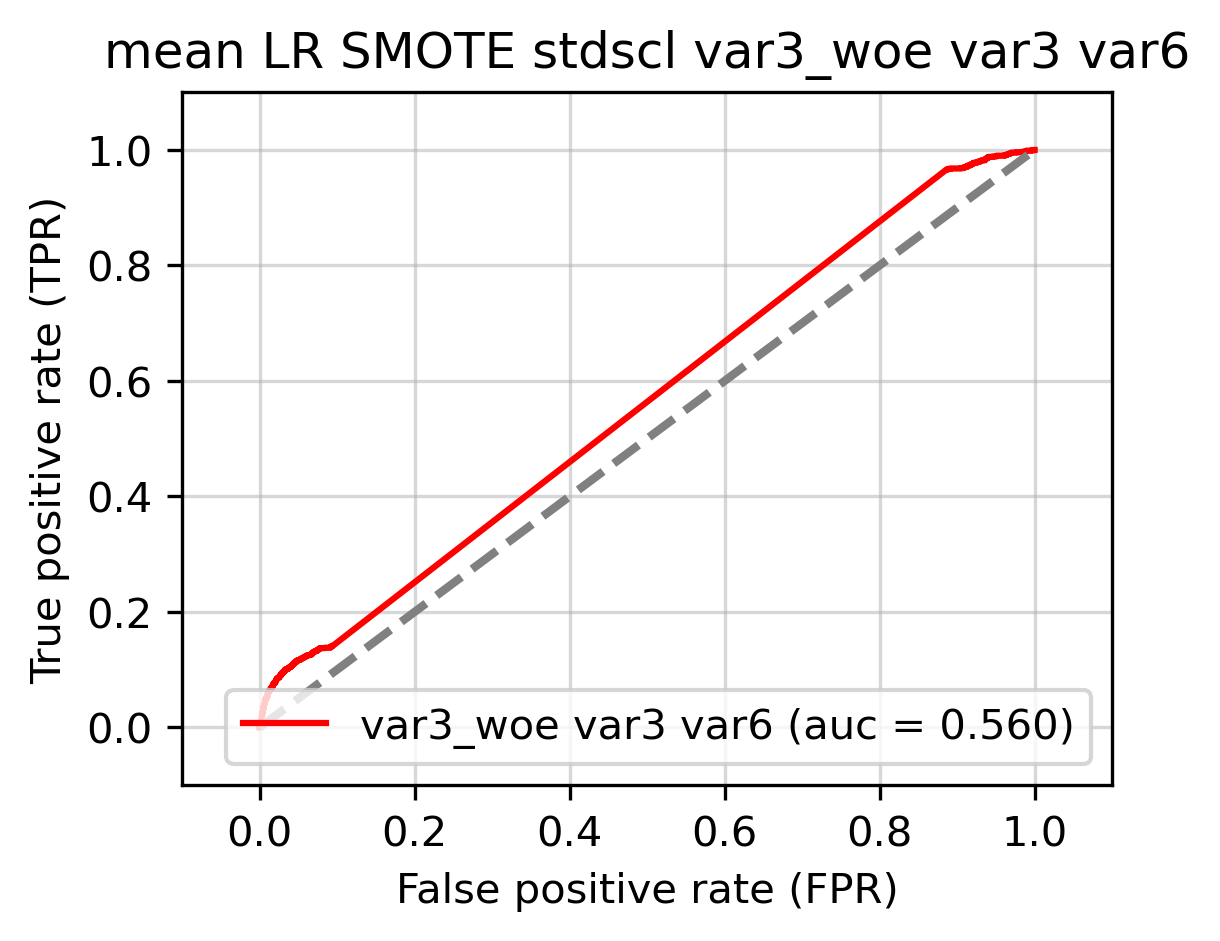 mean LR SMOTE stdscl var3_woe var3 var6
True positive rate (TPR)
1.0
0.8
0.6
0.4
0.2
0.0
var3_woe var3 var6 (auc = 0.560)
0.0 0.2 0.4 0.6 0.8 1.0
False positive rate (FPR)